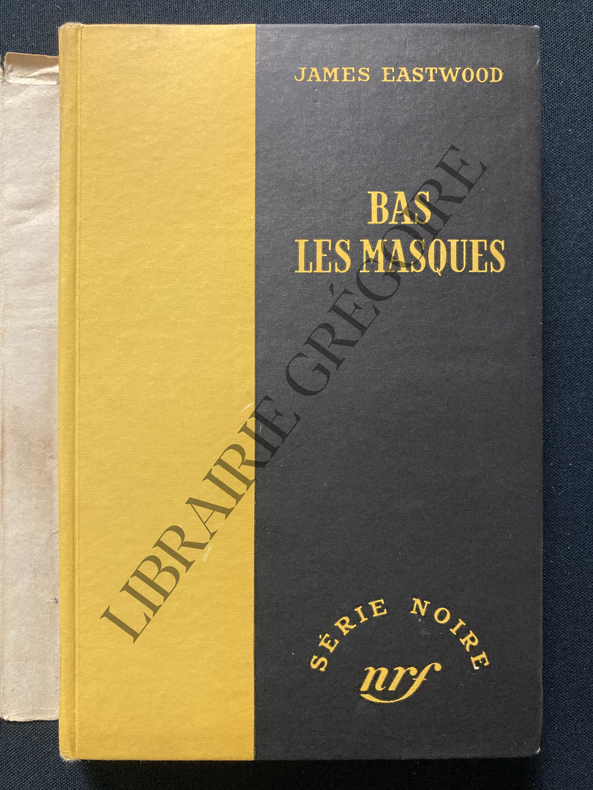 JAMES EASTWOOD
BAS
LES MASQUES
LIBRAIRIE GRÉGOIRE
SÉRIE NOIRE
nrf